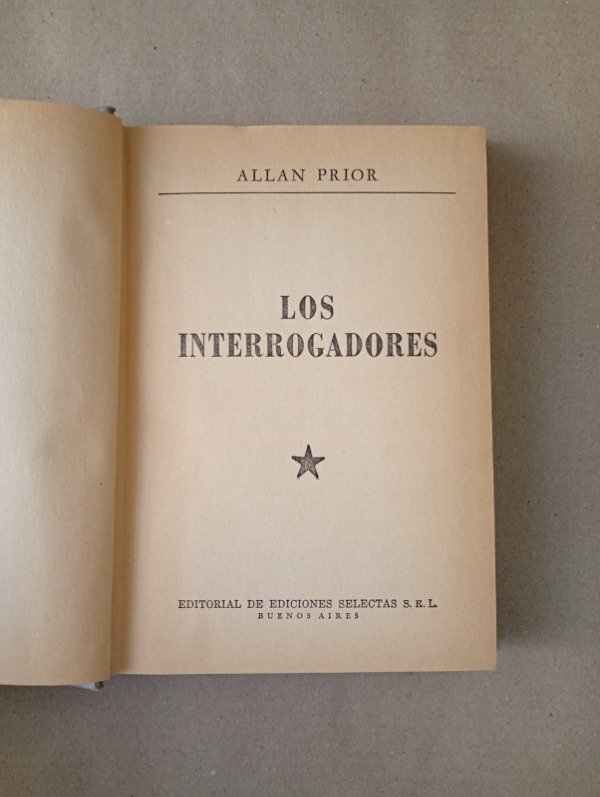 ALLAN PRIOR
LOS
INTERROGADORES
EDITORIAL DE EDICIONES SELECTAS S. R. L.
BUENOS AIRES